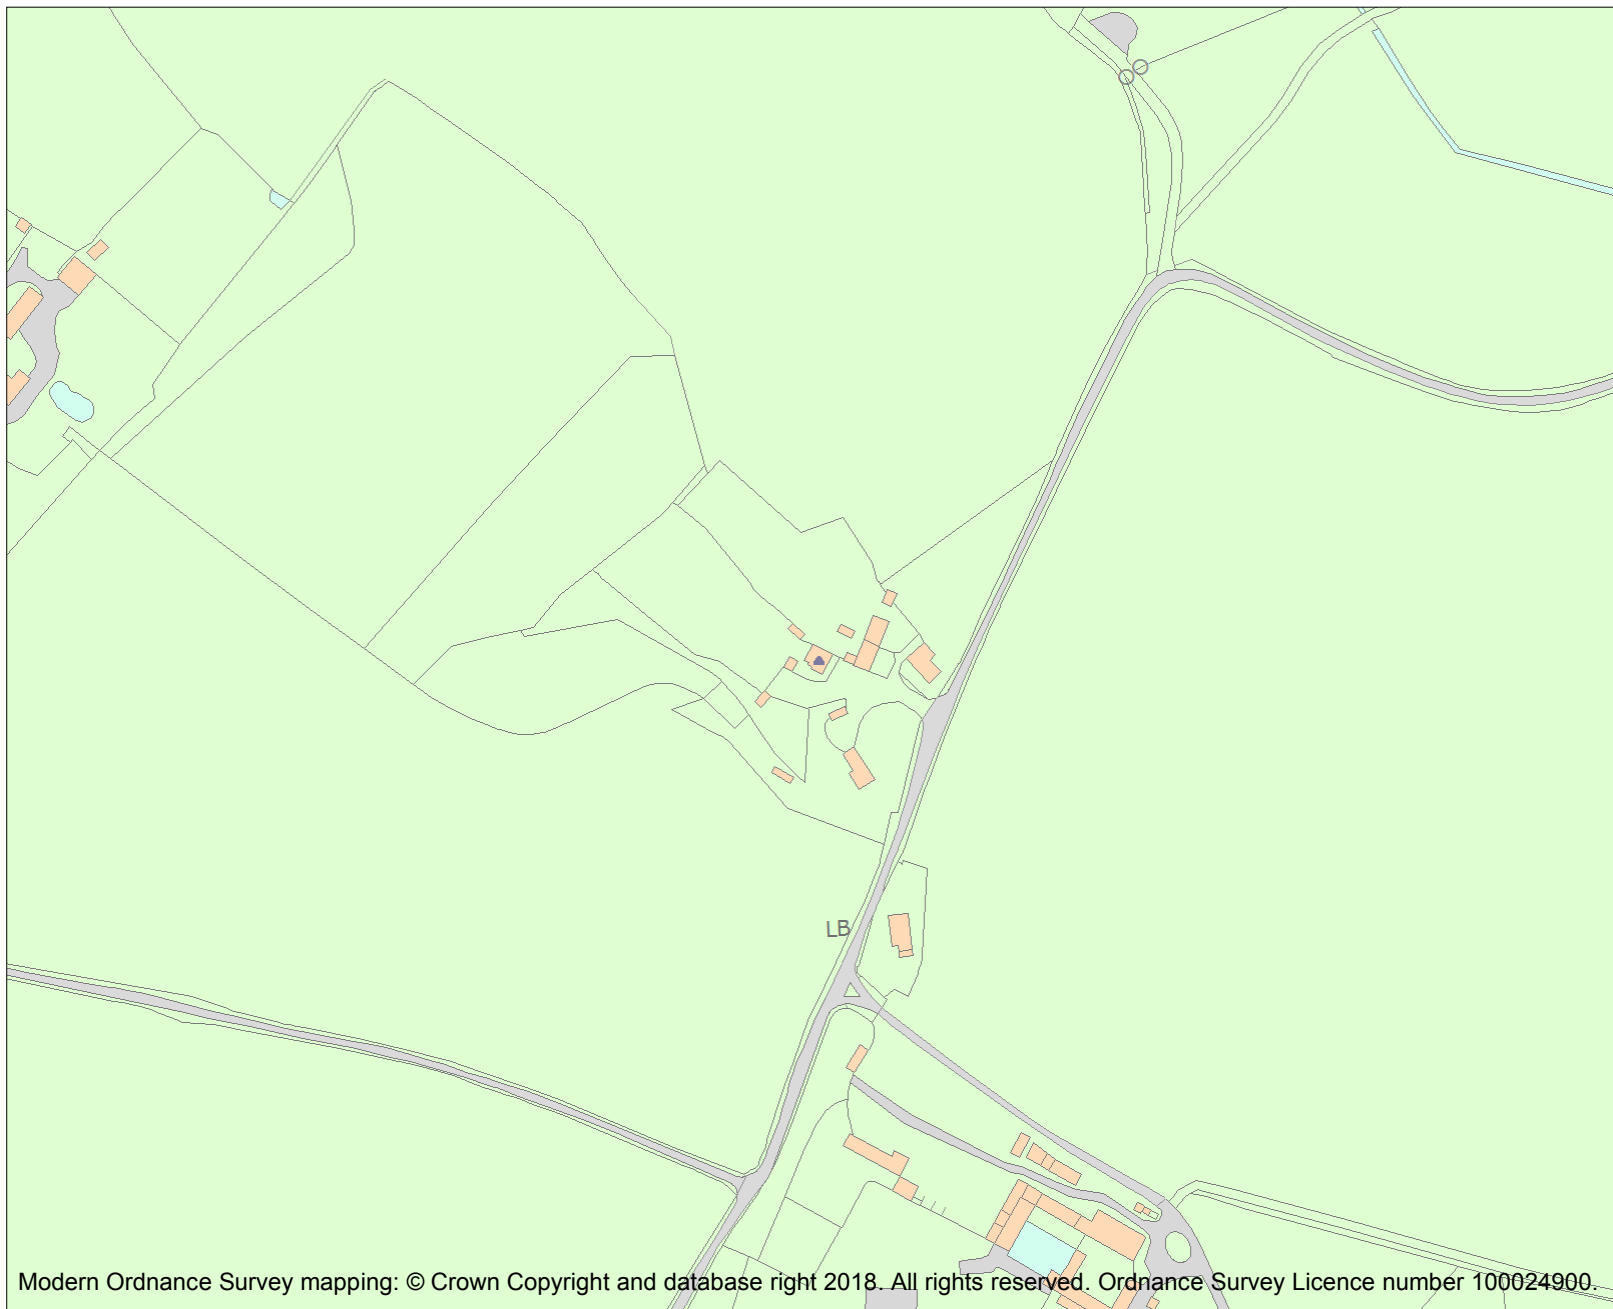 LB
Modern Ordnance Survey mapping: © Crown Copyright and database right 2018. All rights reserved. Ordnance Survey Licence number 100024900.